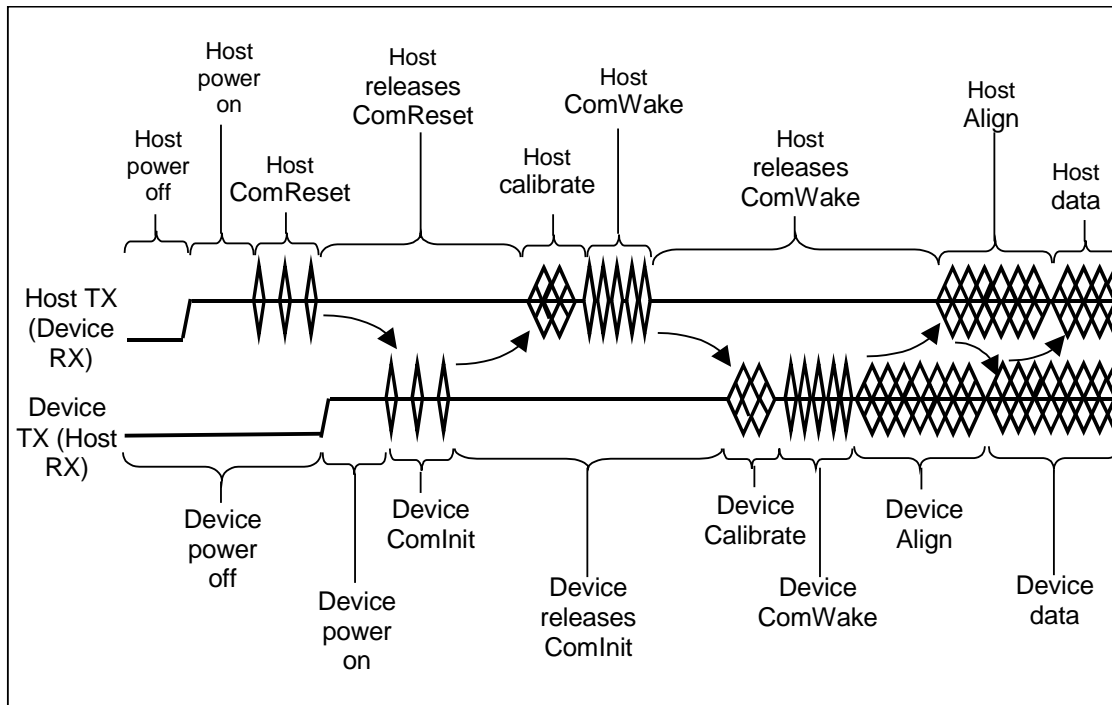 Host
power
off
Host
power
on
Host
ComReset
Host
releases
ComReset
Host
calibrate
Host
ComWake
Host
releases
ComWake
Host
Align
Host
data
Host TX
(Device
RX)
Device
TX (Host
RX)
Device
power
off
Device
power
on
Device
ComInit
Device
releases
ComInit
Device
Calibrate
Device
ComWake
Device
Align
Device
data